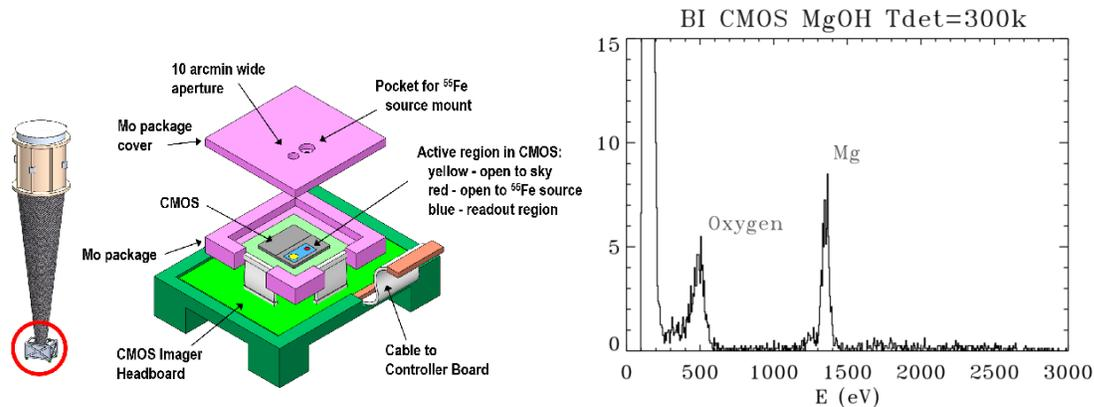 10 arcmin wide
aperture
Pocket for ⁵⁵Fe
source mount
Mo package
cover
Active region in CMOS:
yellow - open to sky
red - open to ⁵⁵Fe source
blue - readout region
CMOS
Mo package
CMOS Imager
Headboard
Cable to
Controller Board
BI CMOS MgOH Tdet=300k
15
10
5
0
Oxygen
Mg
0 500 1000 1500 2000 2500 3000
E (eV)